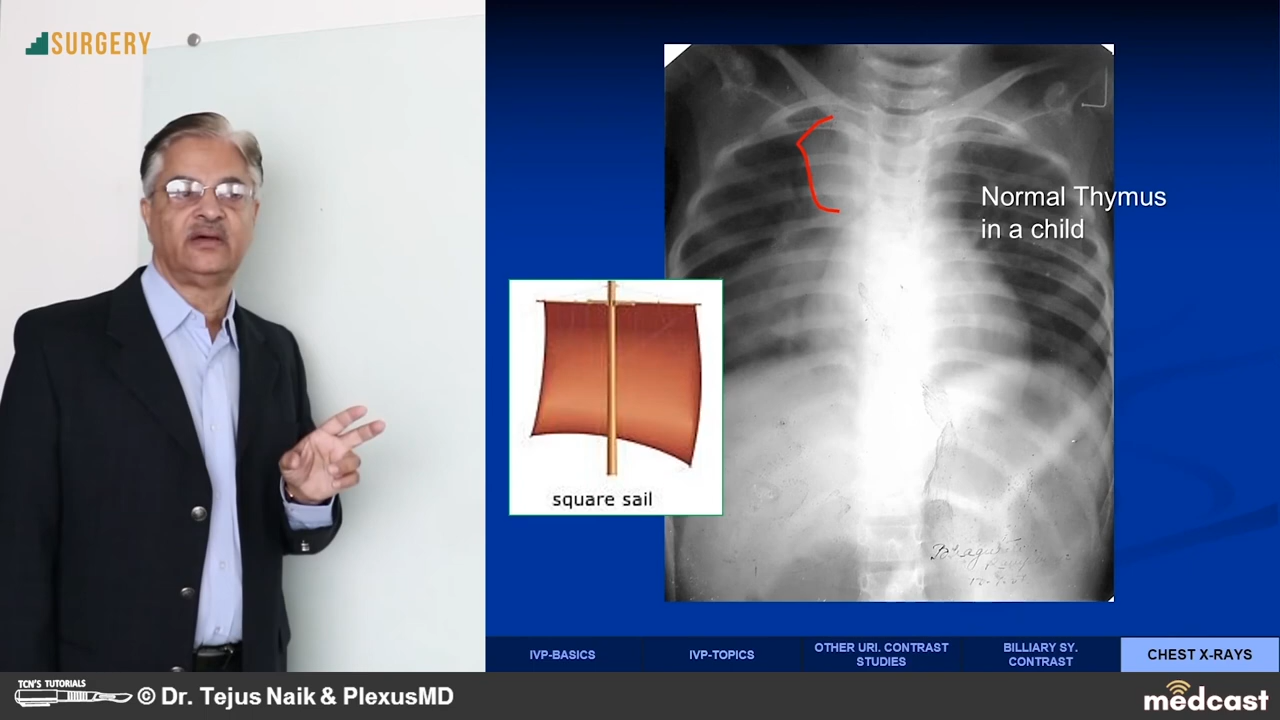 SURGERY
Normal Thymus
in a child
square sail
IVP-BASICS
IVP-TOPICS
OTHER URI. CONTRAST
STUDIES
BILLIARY SY.
CONTRAST
CHEST X-RAYS
TCN'S TUTORIALS
© Dr. Tejus Naik & PlexusMD
medcast